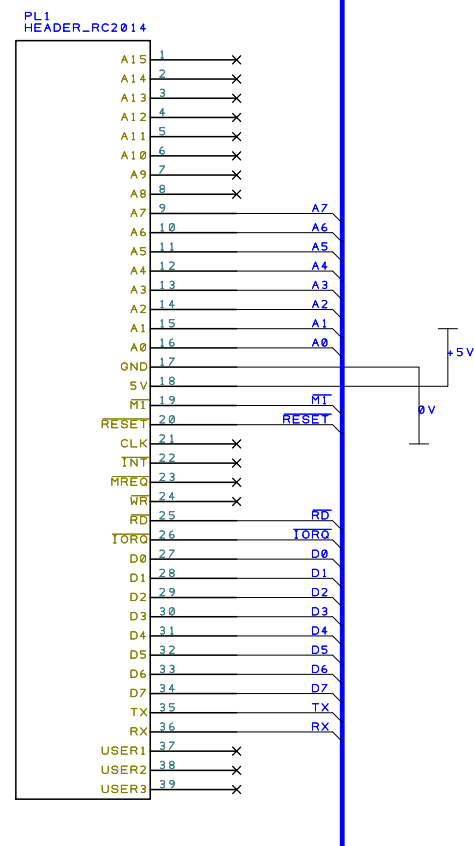 PL1
HEADER_RC2014
A15 1
A14 2
A13 3
A12 4
A11 5
A10 6
A9 7
A8 8
A7 9 A7
A6 10 A6
A5 11 A5
A4 12 A4
A3 13 A3
A2 14 A2
A1 15 A1
A0 16 A0
GND 17
+5V
5V 18
M1 19 M1
0V
RESET 20 RESET
CLK 21
INT 22
MREQ 23
WR 24
RD 25 RD
IORQ 26 IORQ
D0 27 D0
D1 28 D1
D2 29 D2
D3 30 D3
D4 31 D4
D5 32 D5
D6 33 D6
D7 34 D7
TX 35 TX
RX 36 RX
USER1 37
USER2 38
USER3 39